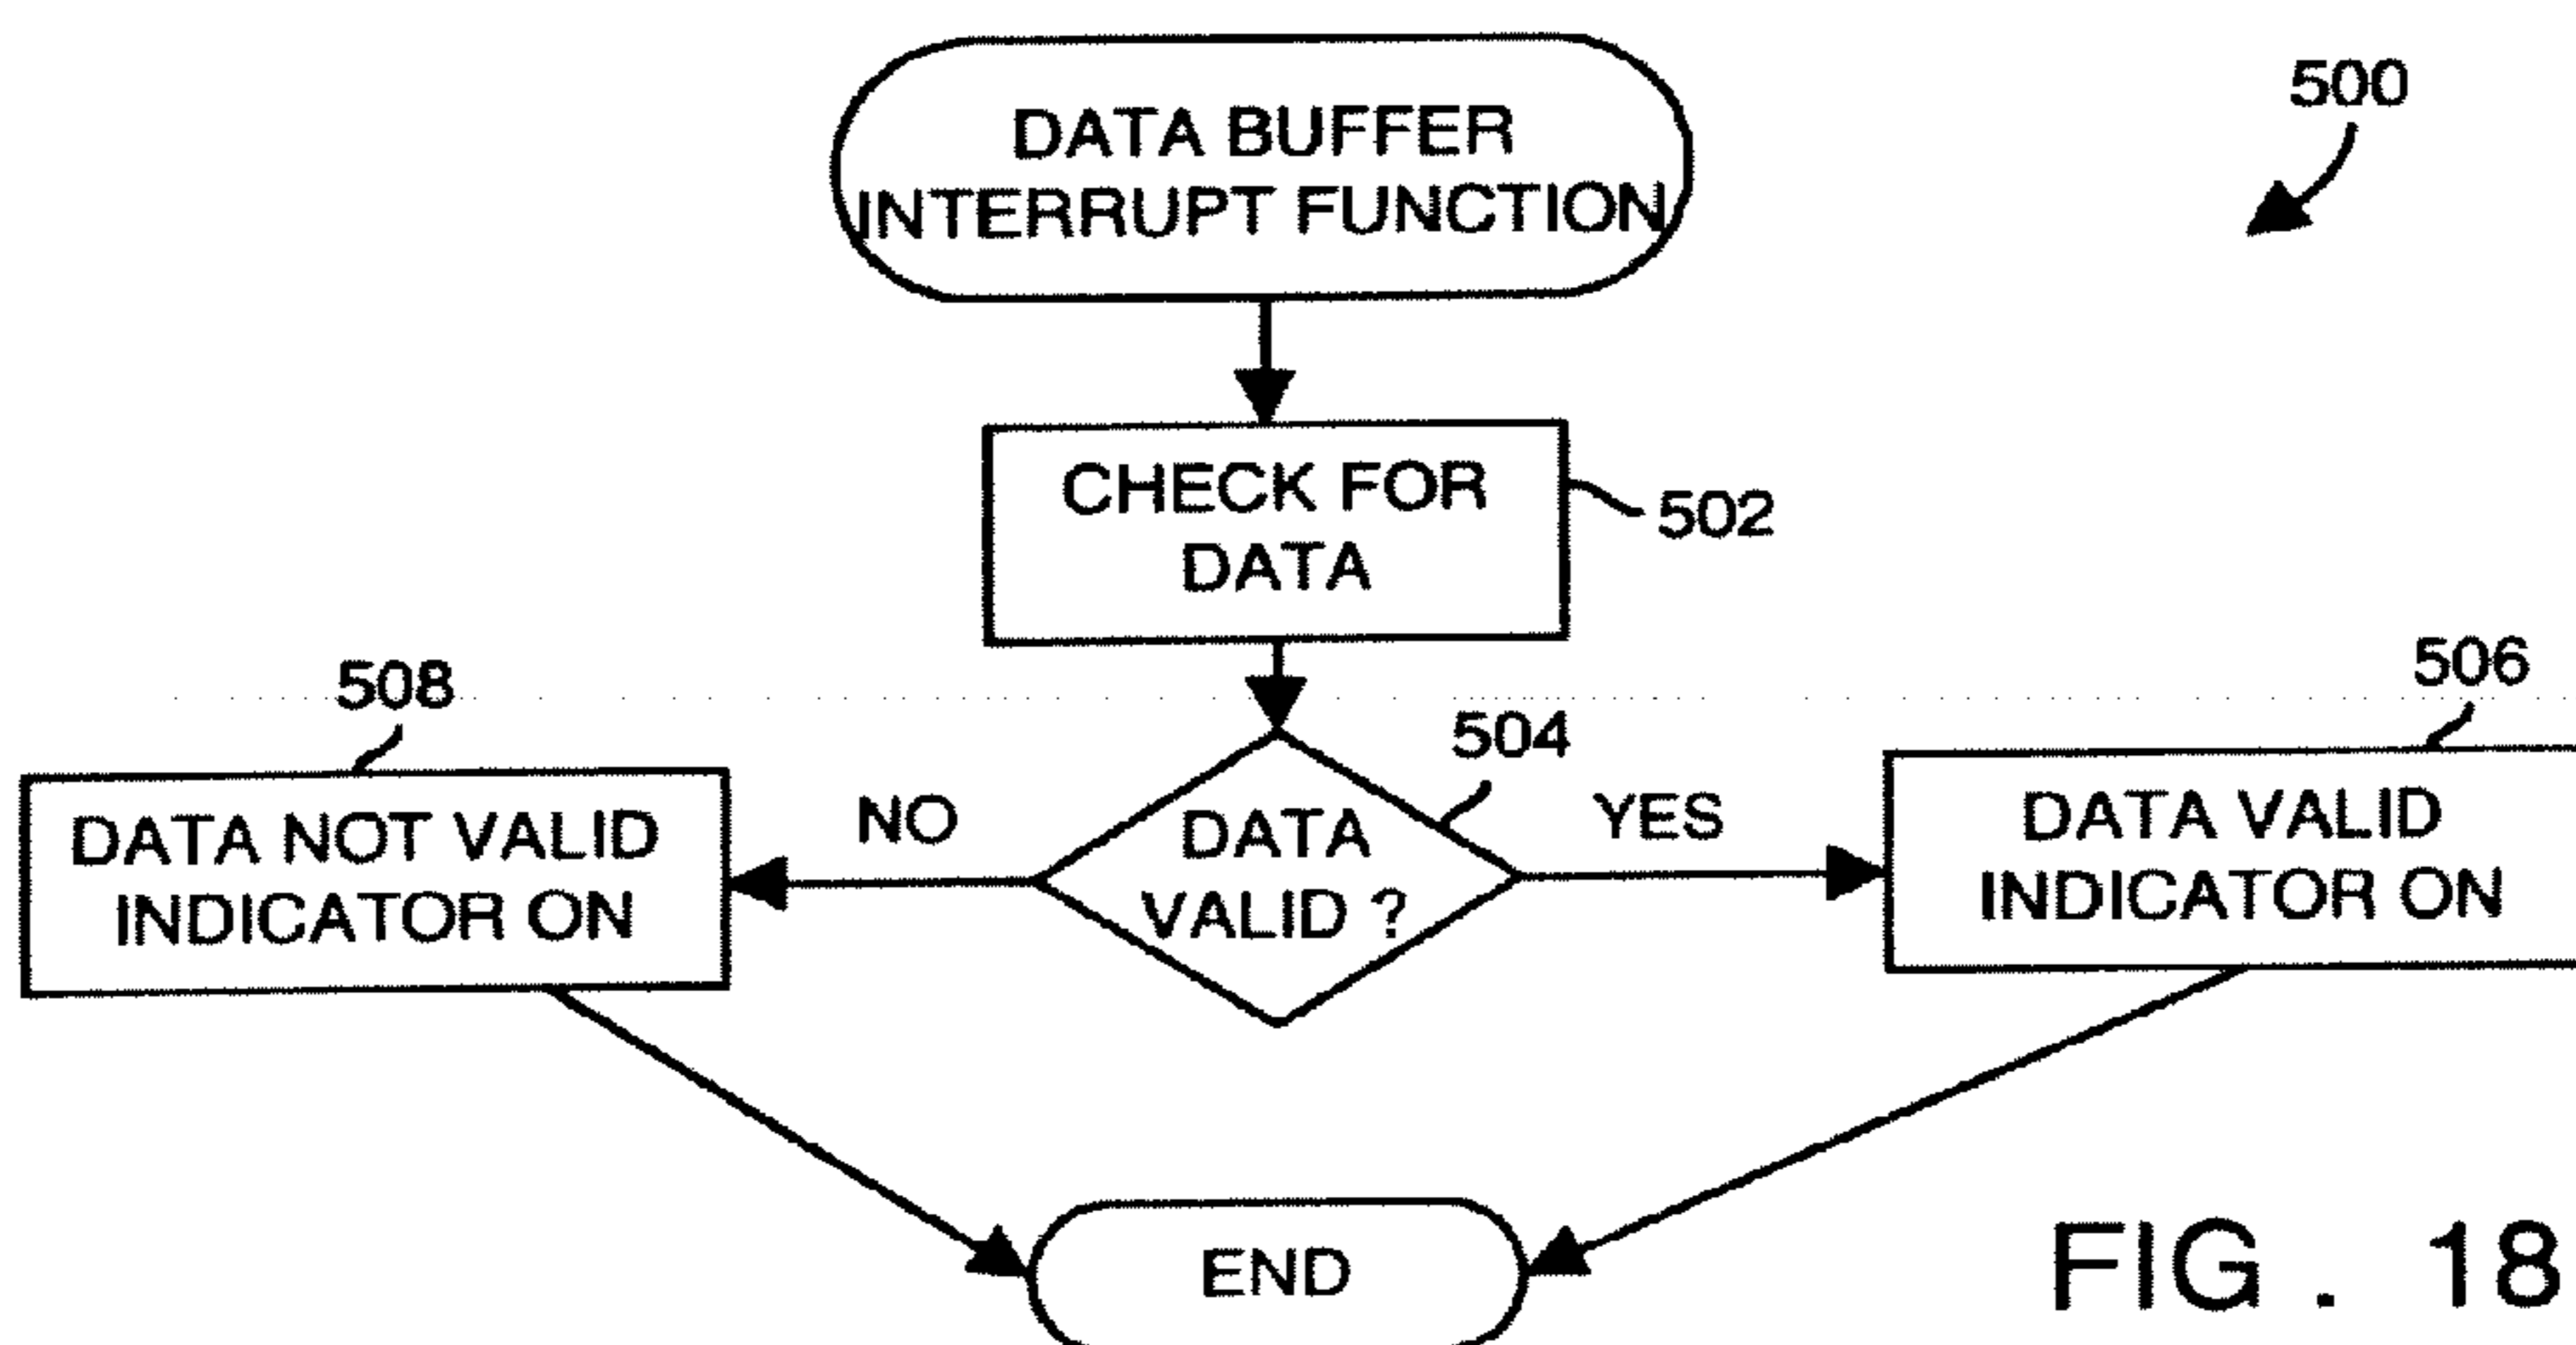 DATA BUFFER
INTERRUPT FUNCTION
500
CHECK FOR
DATA
502
508
504
506
DATA NOT VALID
INDICATOR ON
NO
DATA
VALID ?
YES
DATA VALID
INDICATOR ON
END
FIG . 18